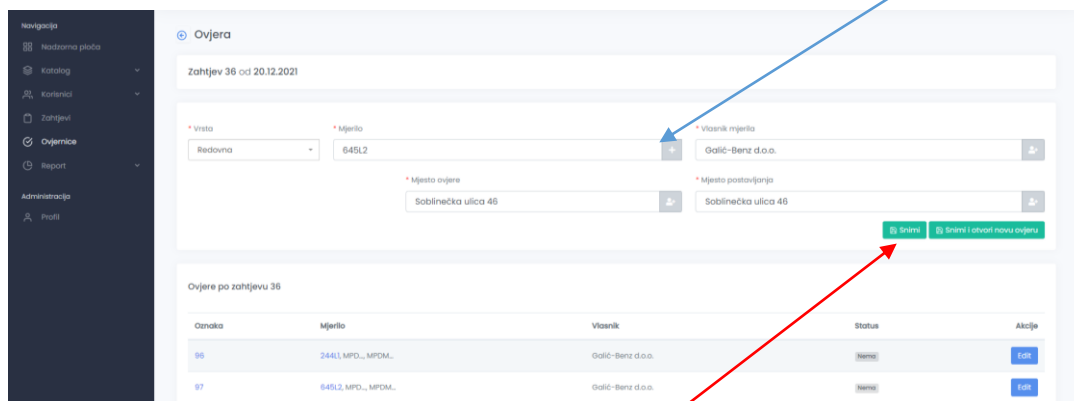 Navigacija
Nadzorna ploča
Katalog
Korisnici
Zahtjevi
Ovjernice
Report
Administracija
Profil
Ovjera
Zahtjev 36 od 20.12.2021
* Vrsta * Mjerilo * Vlasnik mjerila
Redovna 645L2 Galić-Benz d.o.o.
* Mjesto ovjere * Mjesto postavljanja
Soblinečka ulica 46 Soblinečka ulica 46
Snimi Snimi i otvori novu ovjeru
Ovjere po zahtjevu 36
Oznaka Mjerilo Vlasnik Status Akcije
96 244L1, MPD..., MPDM... Galić-Benz d.o.o. Nema Edit
97 645L2, MPD..., MPDM... Galić-Benz d.o.o. Nema Edit